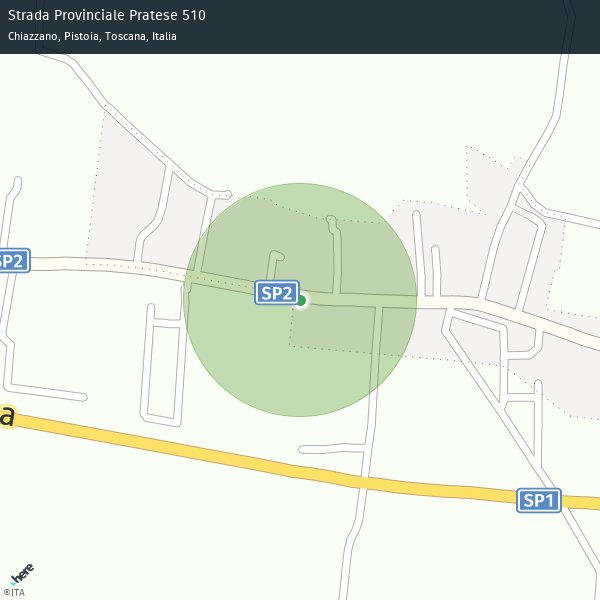 Strada Provinciale Pratese 510
Chiazzano, Pistoia, Toscana, Italia
SP2
SP2
a
SP1
here
©ITA